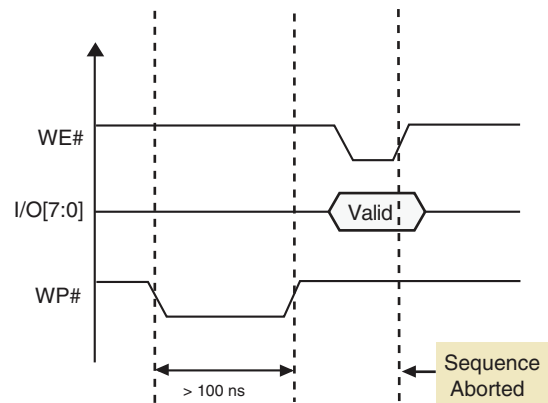 WE#
I/O[7:0]
Valid
WP#
> 100 ns
Sequence
Aborted